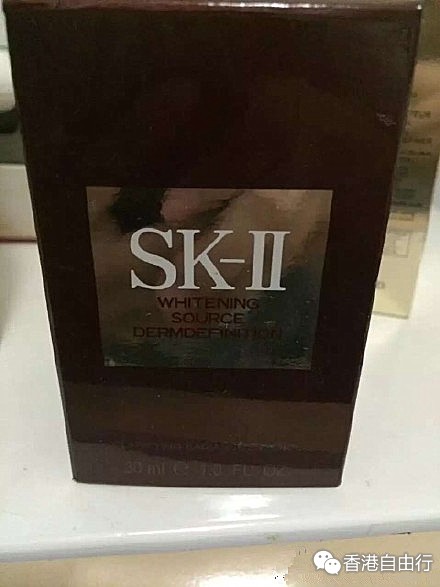 SK-II
WHITENING
SOURCE
DERMDEFINITION
30 ml ℮ 1.0 FL OZ
香港自由行